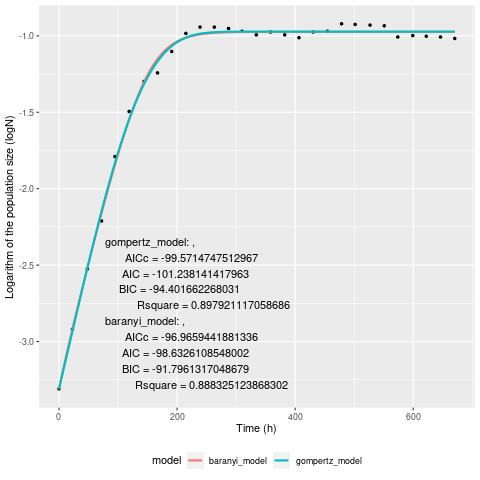 -1.0
-1.5
-2.0
-2.5
-3.0
Logarithm of the population size (logN)
gompertz_model: ,
AICc = -99.5714747512967
AIC = -101.238141417963
BIC = -94.401662268031
Rsquare = 0.897921117058686
baranyi_model: ,
AICc = -96.9659441881336
AIC = -98.6326108548002
BIC = -91.7961317048679
Rsquare = 0.888325123868302
0 200 400 600
Time (h)
model baranyi_model gompertz_model